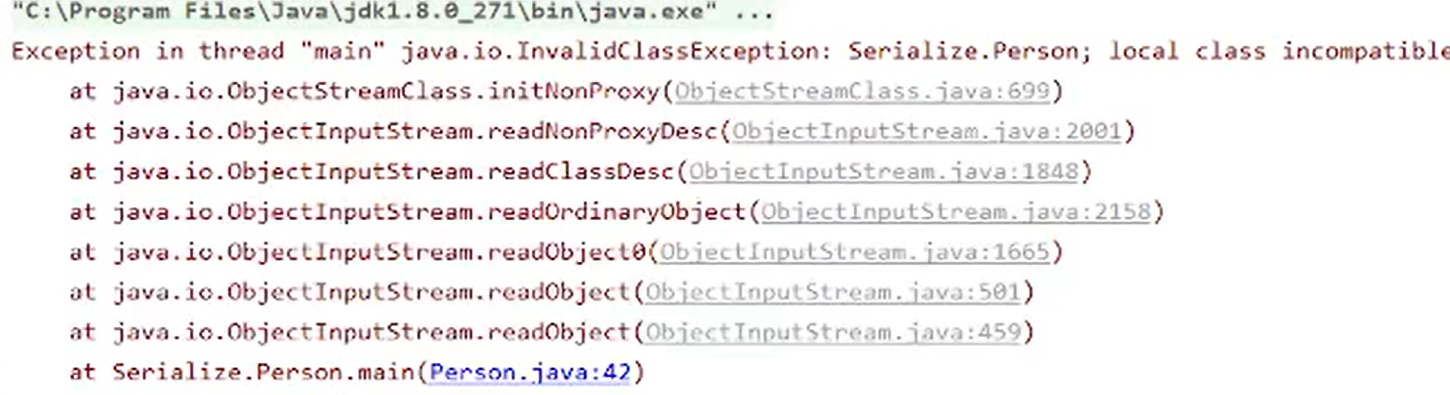 "C:\Program Files\Java\jdk1.8.0_271\bin\java.exe" ...
Exception in thread "main" java.io.InvalidClassException: Serialize.Person; local class incompatible
at java.io.ObjectStreamClass.initNonProxy(ObjectStreamClass.java:699)
at java.io.ObjectInputStream.readNonProxyDesc(ObjectInputStream.java:2001)
at java.io.ObjectInputStream.readClassDesc(ObjectInputStream.java:1848)
at java.io.ObjectInputStream.readOrdinaryObject(ObjectInputStream.java:2158)
at java.io.ObjectInputStream.readObject0(ObjectInputStream.java:1665)
at java.io.ObjectInputStream.readObject(ObjectInputStream.java:501)
at java.io.ObjectInputStream.readObject(ObjectInputStream.java:459)
at Serialize.Person.main(Person.java:42)